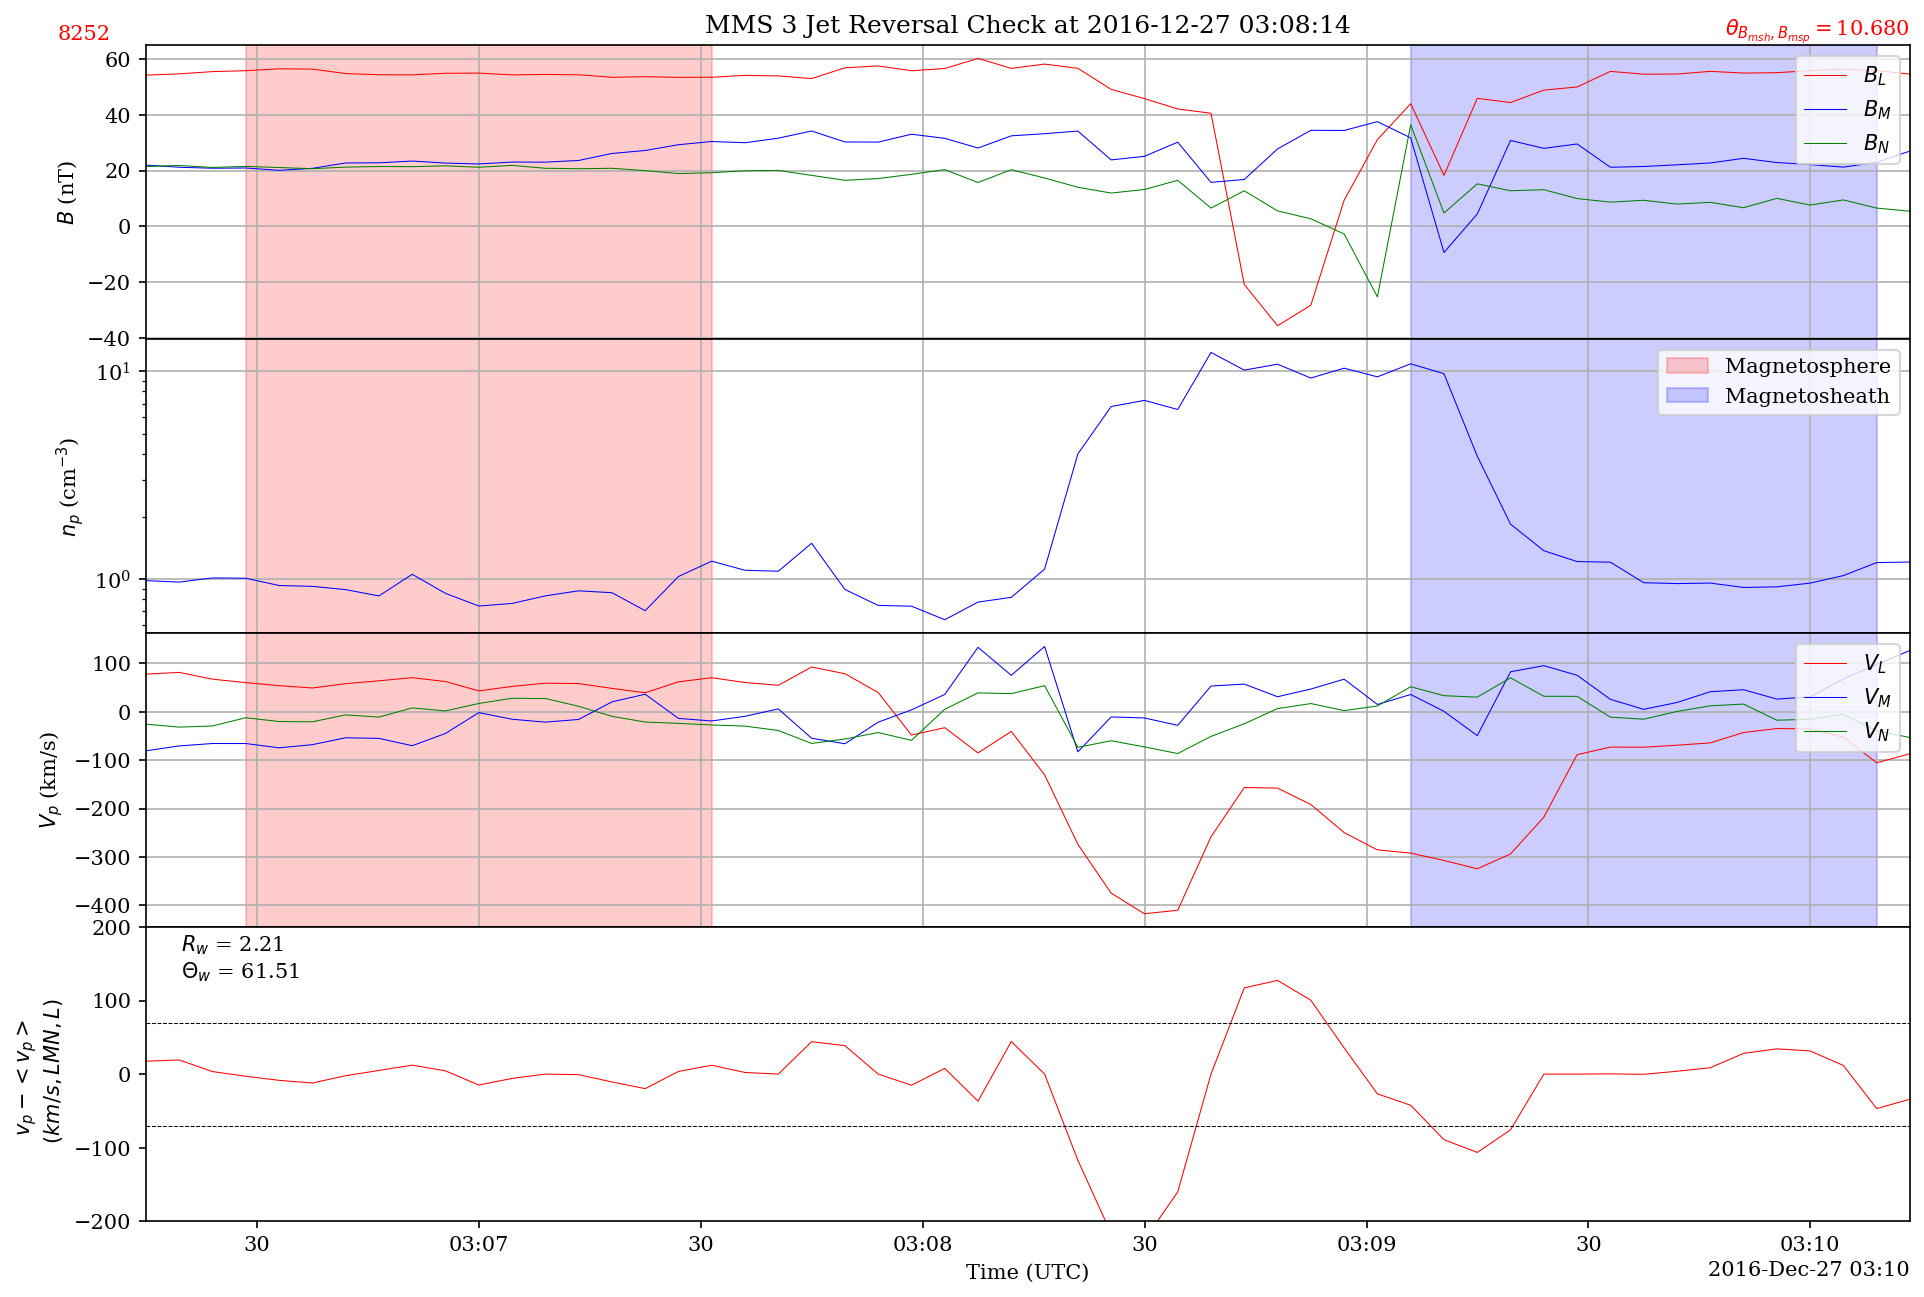 8252
MMS 3 Jet Reversal Check at 2016-12-27 03:08:14
θ_{B_{msh}, B_{msp}} = 10.680
60
40
20
0
−20
−40
B (nT)
B_L
B_M
B_N
10^1
10^0
n_p (cm^{−3})
Magnetosphere
Magnetosheath
100
0
−100
−200
−300
−400
V_p (km/s)
V_L
V_M
V_N
200
100
0
−100
−200
v_p − < v_p >
(km/s, LMN, L)
R_w = 2.21
Θ_w = 61.51
30 03:07 30 03:08 30 03:09 30 03:10
Time (UTC)
2016-Dec-27 03:10